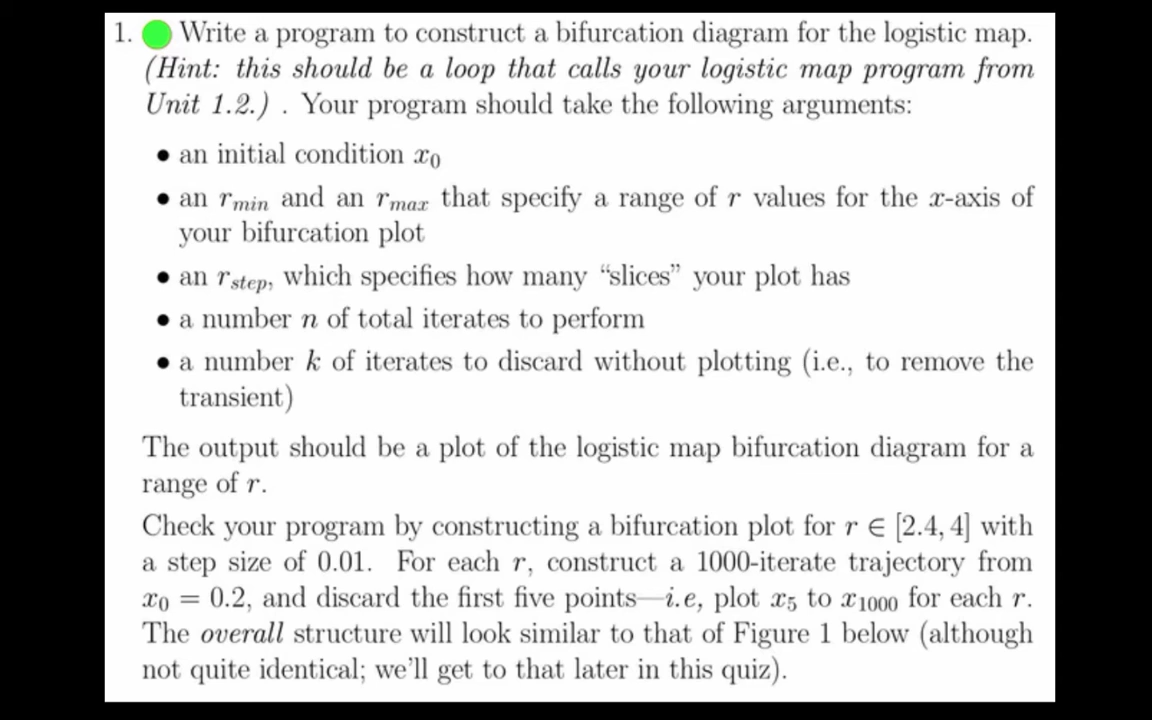 1. Write a program to construct a bifurcation diagram for the logistic map.
(Hint: this should be a loop that calls your logistic map program from
Unit 1.2.) . Your program should take the following arguments:
• an initial condition x₀
• an rₘᵢₙ and an rₘₐₓ that specify a range of r values for the x-axis of
your bifurcation plot
• an r_step, which specifies how many “slices” your plot has
• a number n of total iterates to perform
• a number k of iterates to discard without plotting (i.e., to remove the
transient)
The output should be a plot of the logistic map bifurcation diagram for a
range of r.
Check your program by constructing a bifurcation plot for r ∈ [2.4, 4] with
a step size of 0.01. For each r, construct a 1000-iterate trajectory from
x₀ = 0.2, and discard the first five points—i.e, plot x₅ to x₁₀₀₀ for each r.
The overall structure will look similar to that of Figure 1 below (although
not quite identical; we’ll get to that later in this quiz).